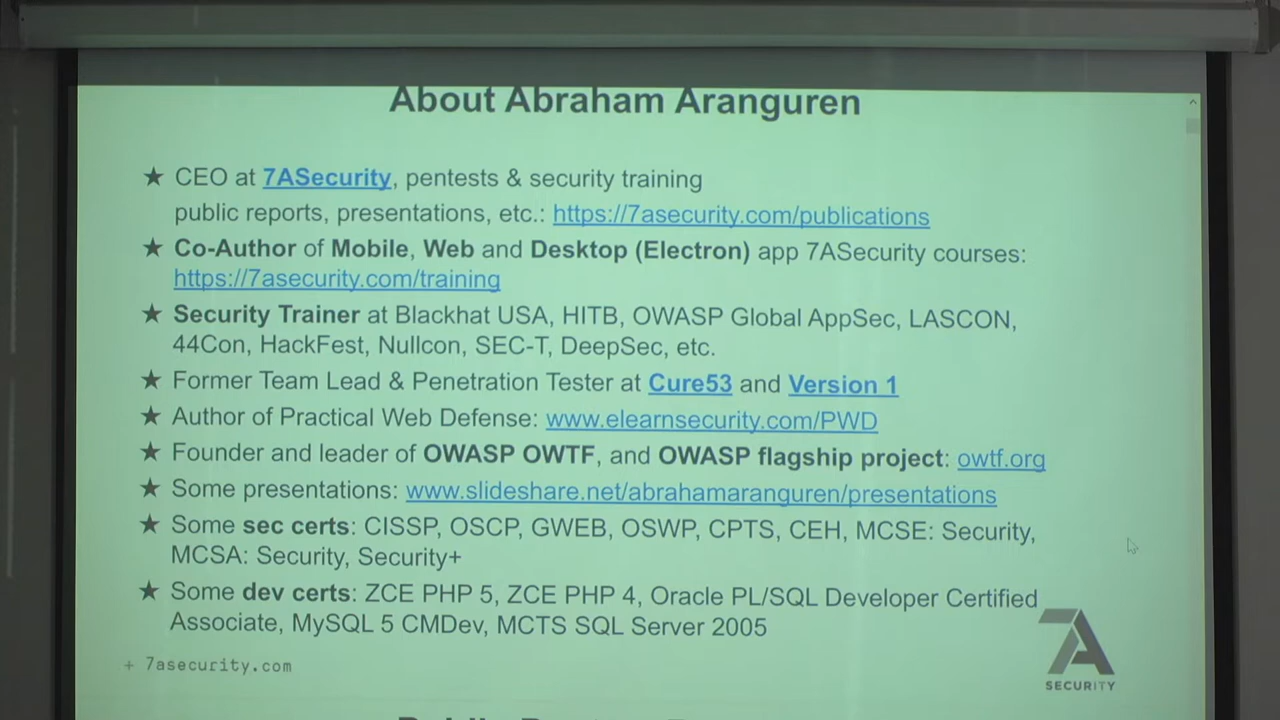 About Abraham Aranguren
★ CEO at 7ASecurity, pentests & security training
public reports, presentations, etc.: https://7asecurity.com/publications
★ Co-Author of Mobile, Web and Desktop (Electron) app 7ASecurity courses:
https://7asecurity.com/training
★ Security Trainer at Blackhat USA, HITB, OWASP Global AppSec, LASCON,
44Con, HackFest, Nullcon, SEC-T, DeepSec, etc.
★ Former Team Lead & Penetration Tester at Cure53 and Version 1
★ Author of Practical Web Defense: www.elearnsecurity.com/PWD
★ Founder and leader of OWASP OWTF, and OWASP flagship project: owtf.org
★ Some presentations: www.slideshare.net/abrahamaranguren/presentations
★ Some sec certs: CISSP, OSCP, GWEB, OSWP, CPTS, CEH, MCSE: Security,
MCSA: Security, Security+
★ Some dev certs: ZCE PHP 5, ZCE PHP 4, Oracle PL/SQL Developer Certified
Associate, MySQL 5 CMDev, MCTS SQL Server 2005
+ 7asecurity.com
7A
SECURITY